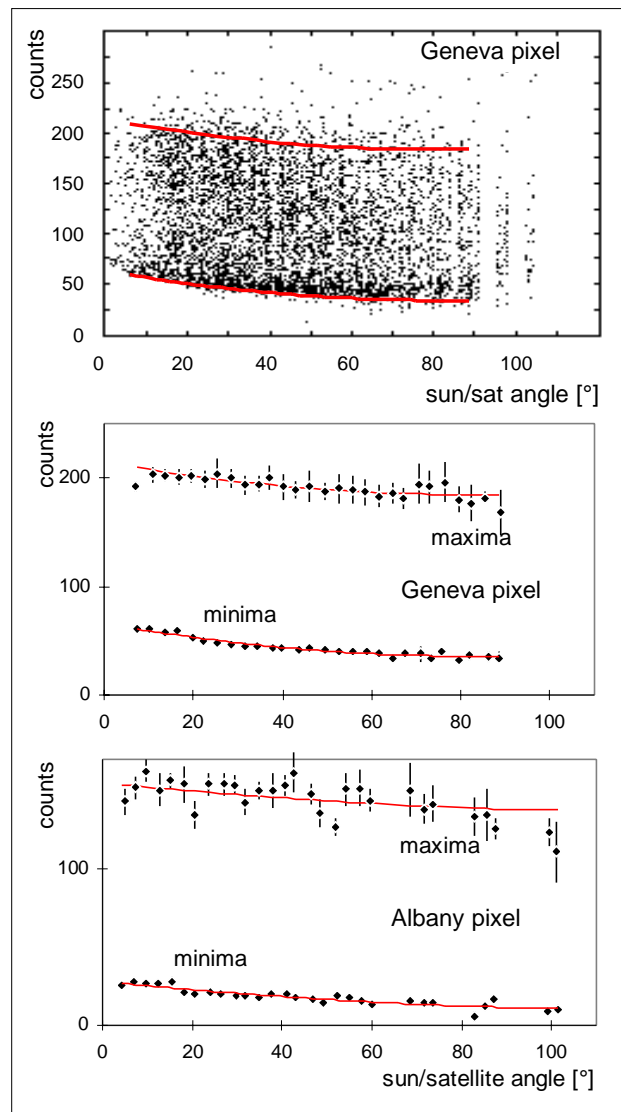 counts
Geneva pixel
250
200
150
100
50
0
0 20 40 60 80 100
sun/sat angle [°]
counts
200
maxima
100
minima
Geneva pixel
0
0 20 40 60 80 100
counts
maxima
100
Albany pixel
minima
0
0 20 40 60 80 100
sun/satellite angle [°]